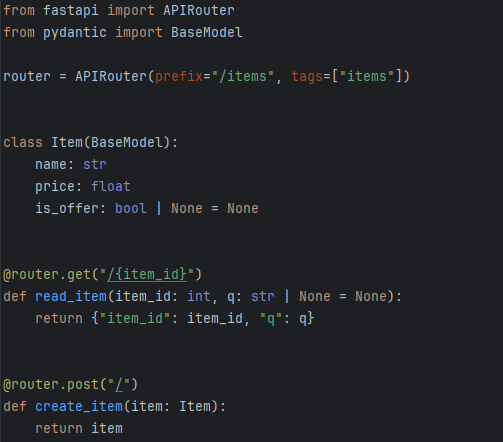 from fastapi import APIRouter
from pydantic import BaseModel
router = APIRouter(prefix="/items", tags=["items"])
class Item(BaseModel):
    name: str
    price: float
    is_offer: bool | None = None
@router.get("/{item_id}")
def read_item(item_id: int, q: str | None = None):
    return {"item_id": item_id, "q": q}
@router.post("/")
def create_item(item: Item):
    return item